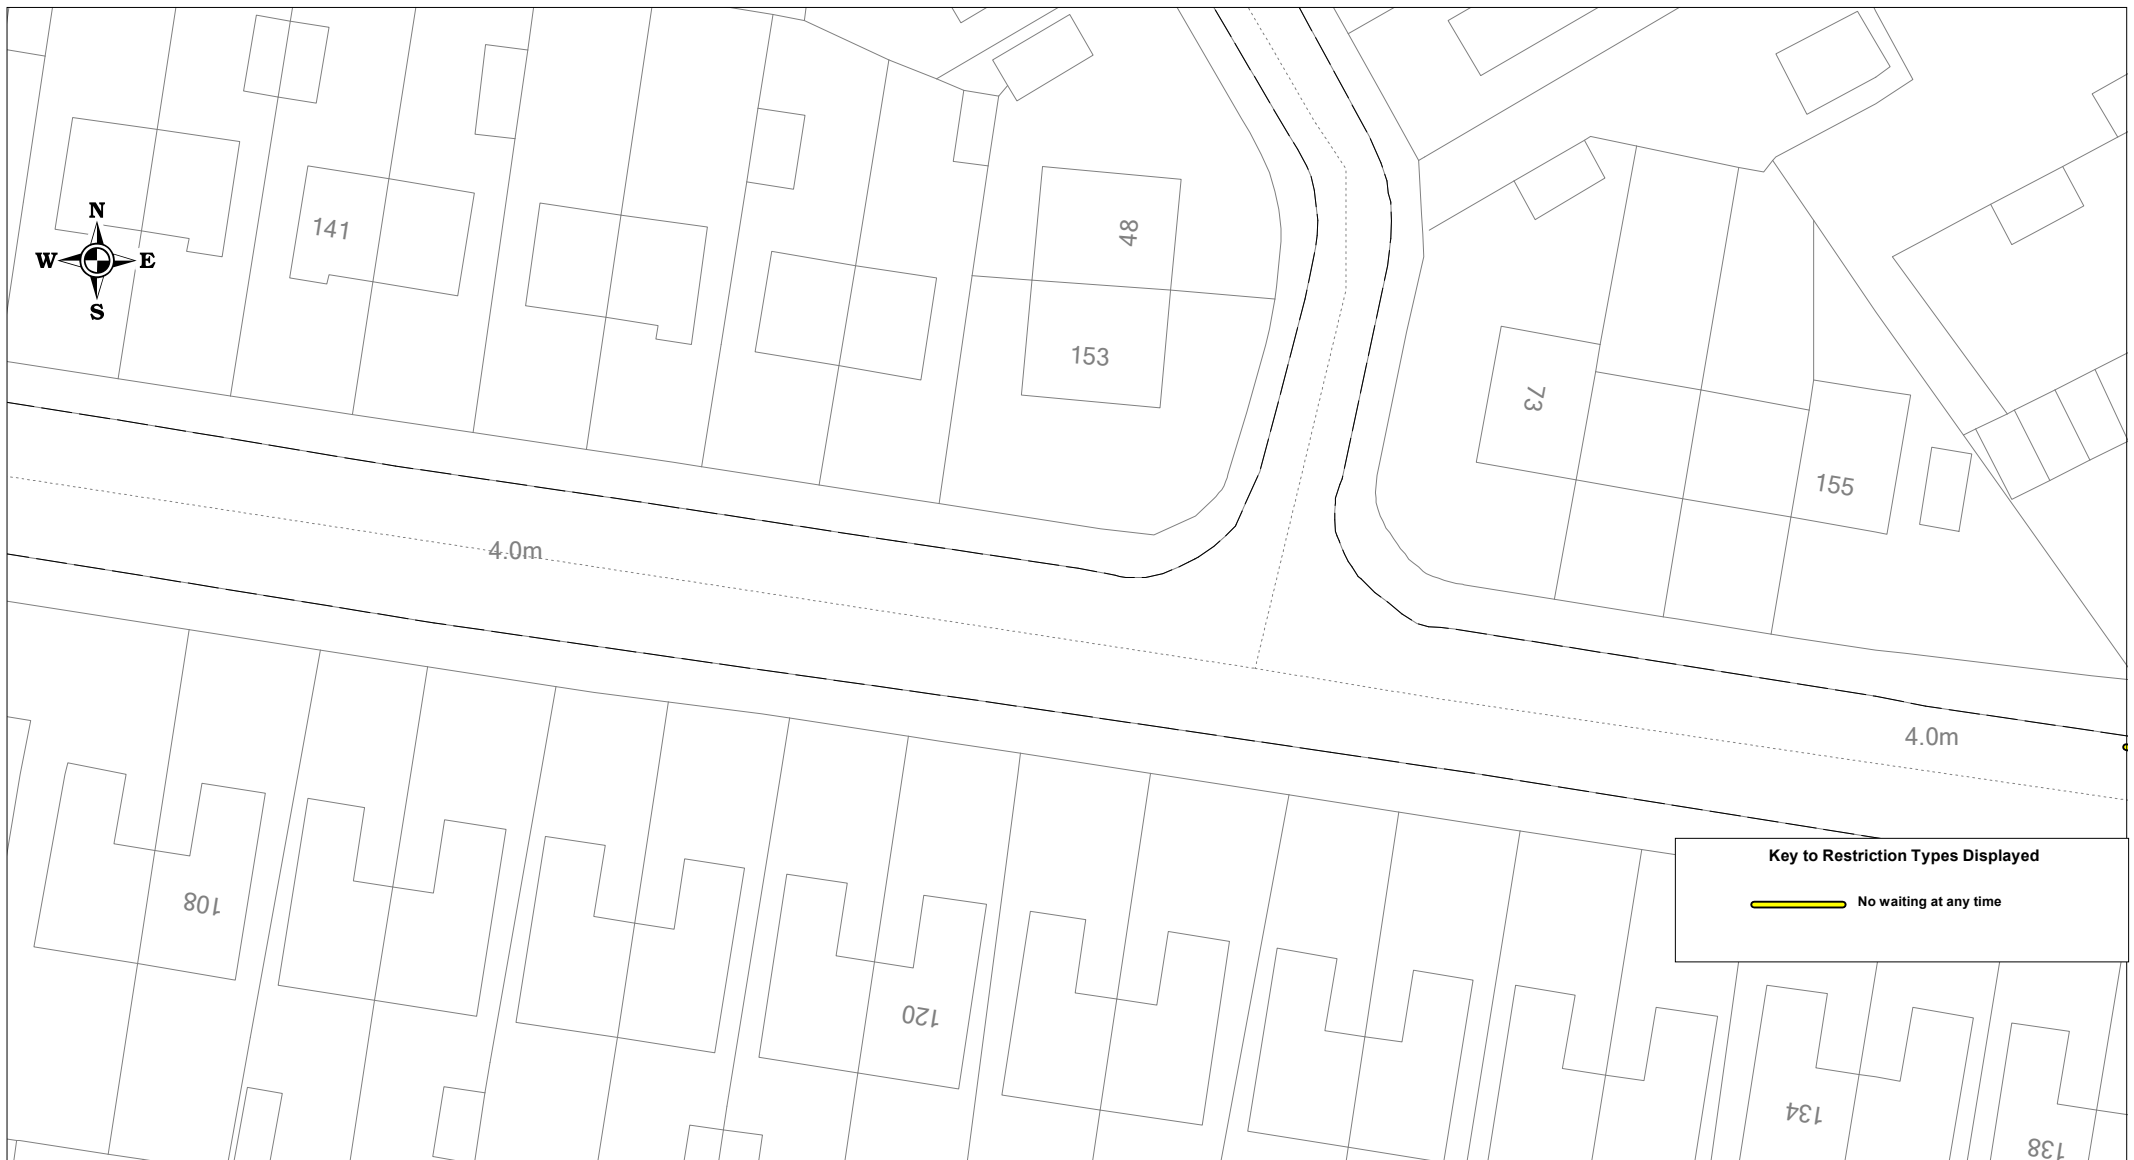 N
W E
S
141
48
153
73
155
4.0m
4.0m
Key to Restriction Types Displayed
No waiting at any time
108
120
134
138